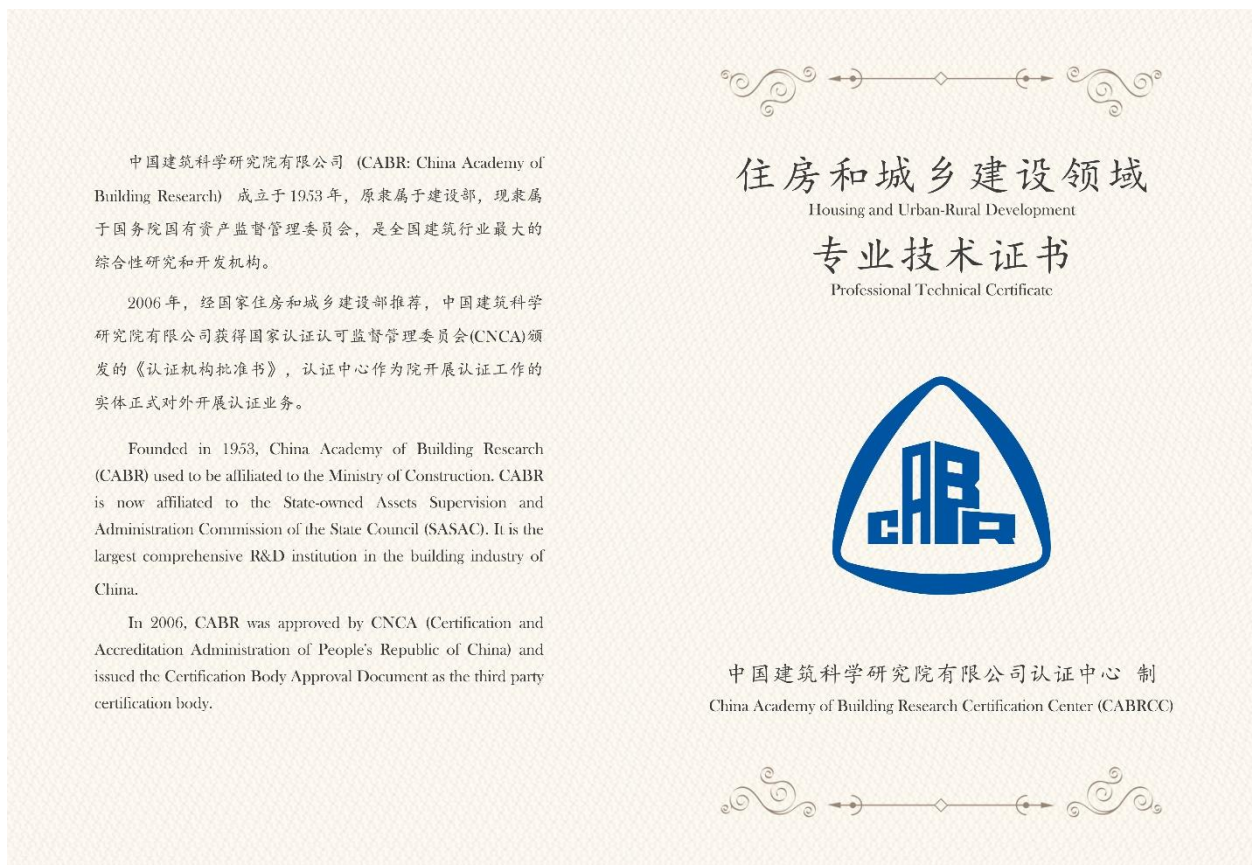 中国建筑科学研究院有限公司 (CABR: China Academy of
Building Research) 成立于 1953 年，原隶属于建设部，现隶属
于国务院国有资产监督管理委员会，是全国建筑行业最大的
综合性研究和开发机构。
2006 年，经国家住房和城乡建设部推荐，中国建筑科学
研究院有限公司获得国家认证认可监督管理委员会(CNCA)颁
发的《认证机构批准书》，认证中心作为院开展认证工作的
实体正式对外开展认证业务。
Founded in 1953, China Academy of Building Research
(CABR) used to be affiliated to the Ministry of Construction. CABR
is now affiliated to the State-owned Assets Supervision and
Administration Commission of the State Council (SASAC). It is the
largest comprehensive R&D institution in the building industry of
China.
In 2006, CABR was approved by CNCA (Certification and
Accreditation Administration of People's Republic of China) and
issued the Certification Body Approval Document as the third party
certification body.
住房和城乡建设领域
Housing and Urban-Rural Development
专业技术证书
Professional Technical Certificate
CABR
中国建筑科学研究院有限公司认证中心 制
China Academy of Building Research Certification Center (CABRCC)